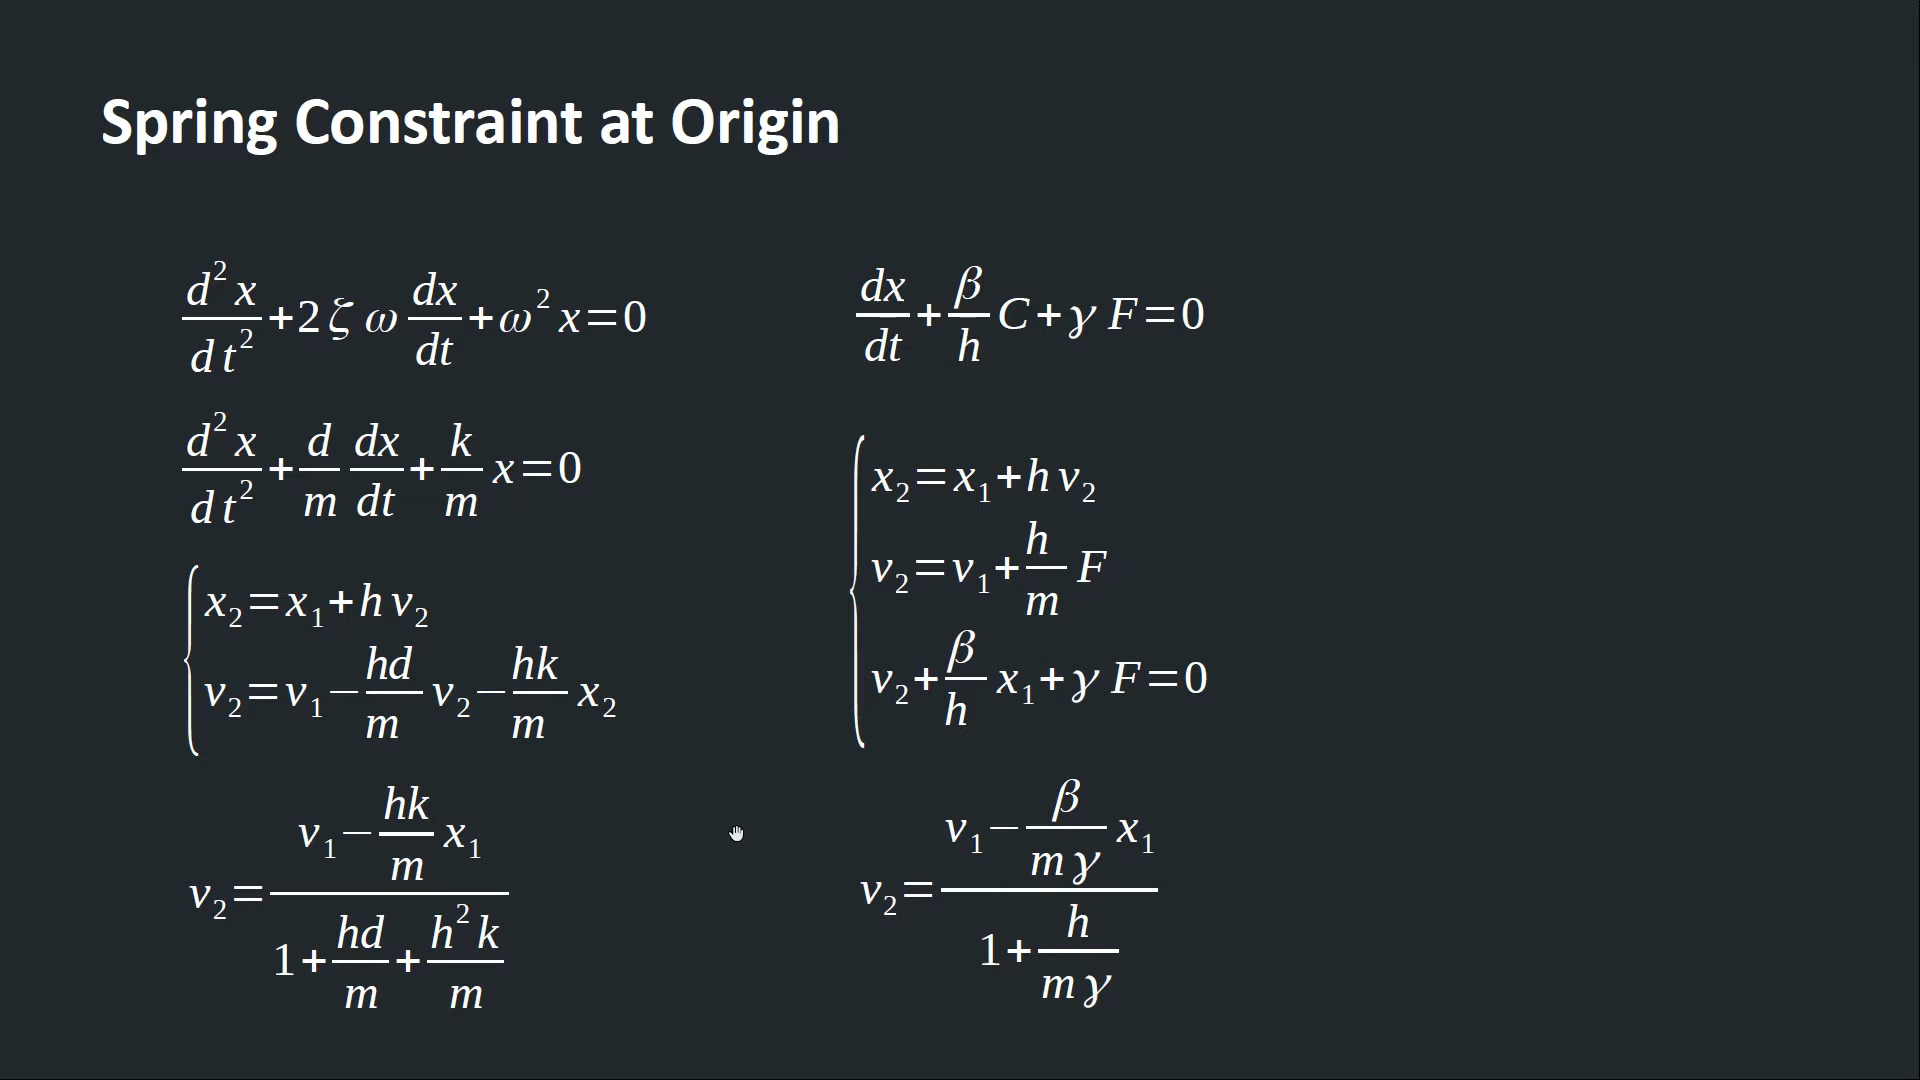 Spring Constraint at Origin
d²x/dt²+2ζω dx/dt+ω²x=0
d²x/dt²+d/m dx/dt+k/m x=0
{x₂=x₁+hv₂
v₂=v₁−hd/m v₂−hk/m x₂
v₂=(v₁−hk/m x₁)/(1+hd/m+h²k/m)
dx/dt+β/h C+γF=0
{x₂=x₁+hv₂
v₂=v₁+h/m F
v₂+β/h x₁+γF=0
v₂=(v₁−β/(mγ) x₁)/(1+h/(mγ))